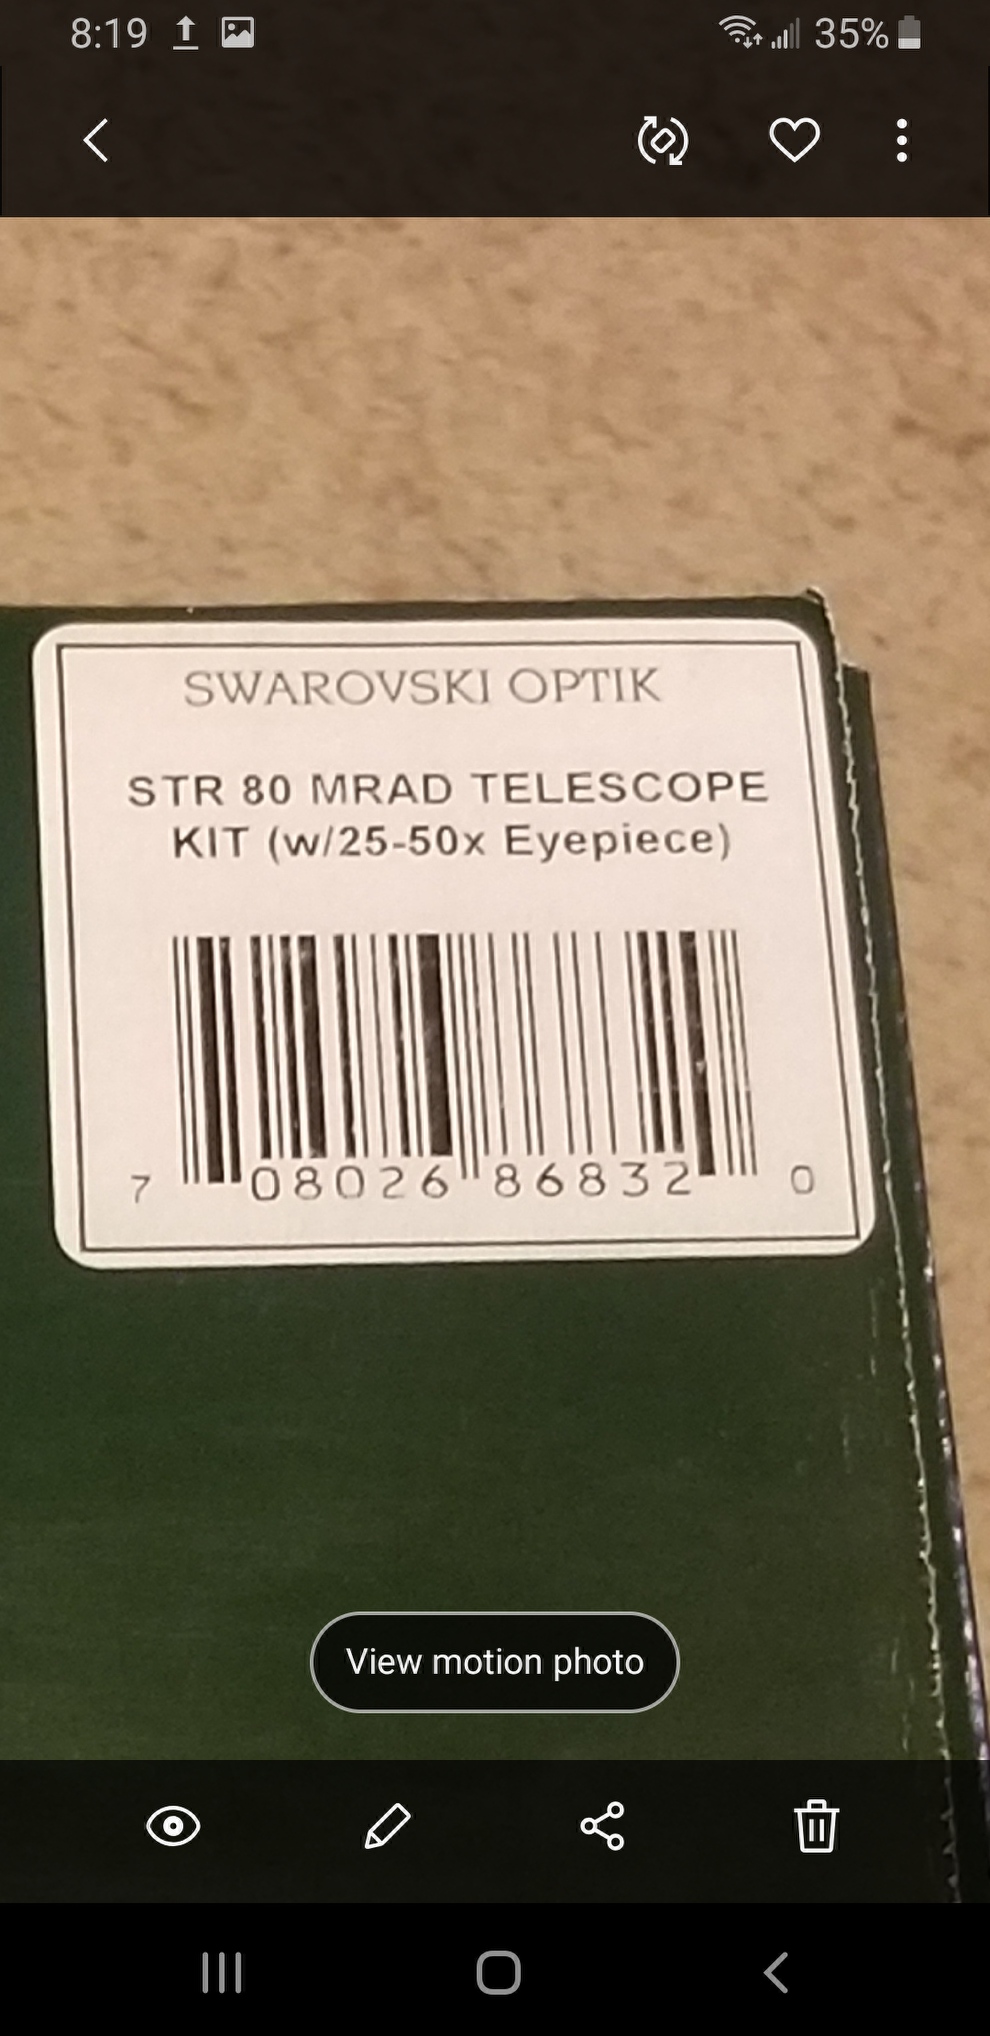 8:19
35%
SWAROVSKI OPTIK
STR 80 MRAD TELESCOPE
KIT (w/25-50x Eyepiece)
7 08026 86832 0
View motion photo